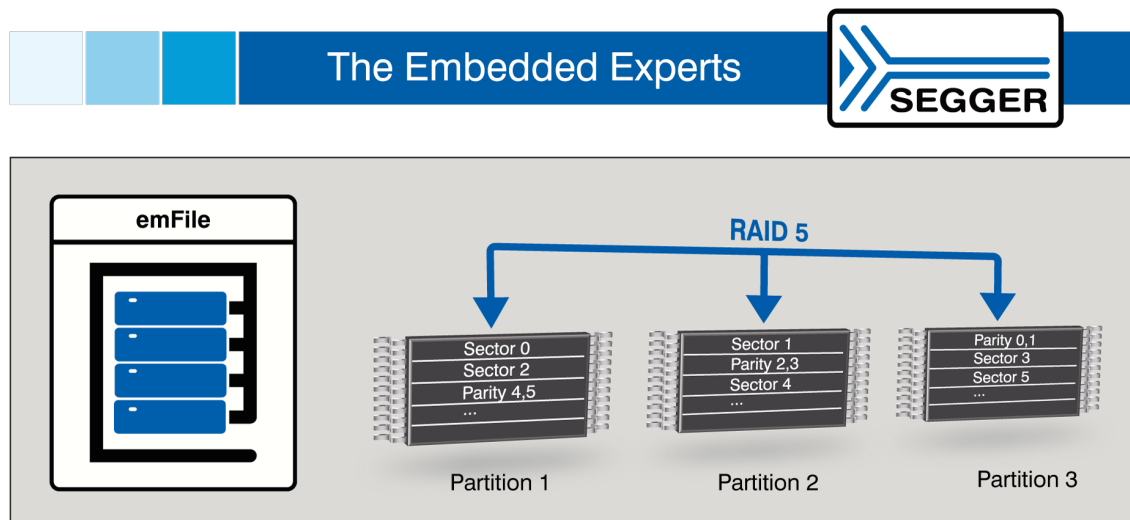 The Embedded Experts
SEGGER
emFile
RAID 5
Sector 0
Sector 2
Parity 4,5
...
Partition 1
Sector 1
Parity 2,3
Sector 4
...
Partition 2
Parity 0,1
Sector 3
Sector 5
...
Partition 3